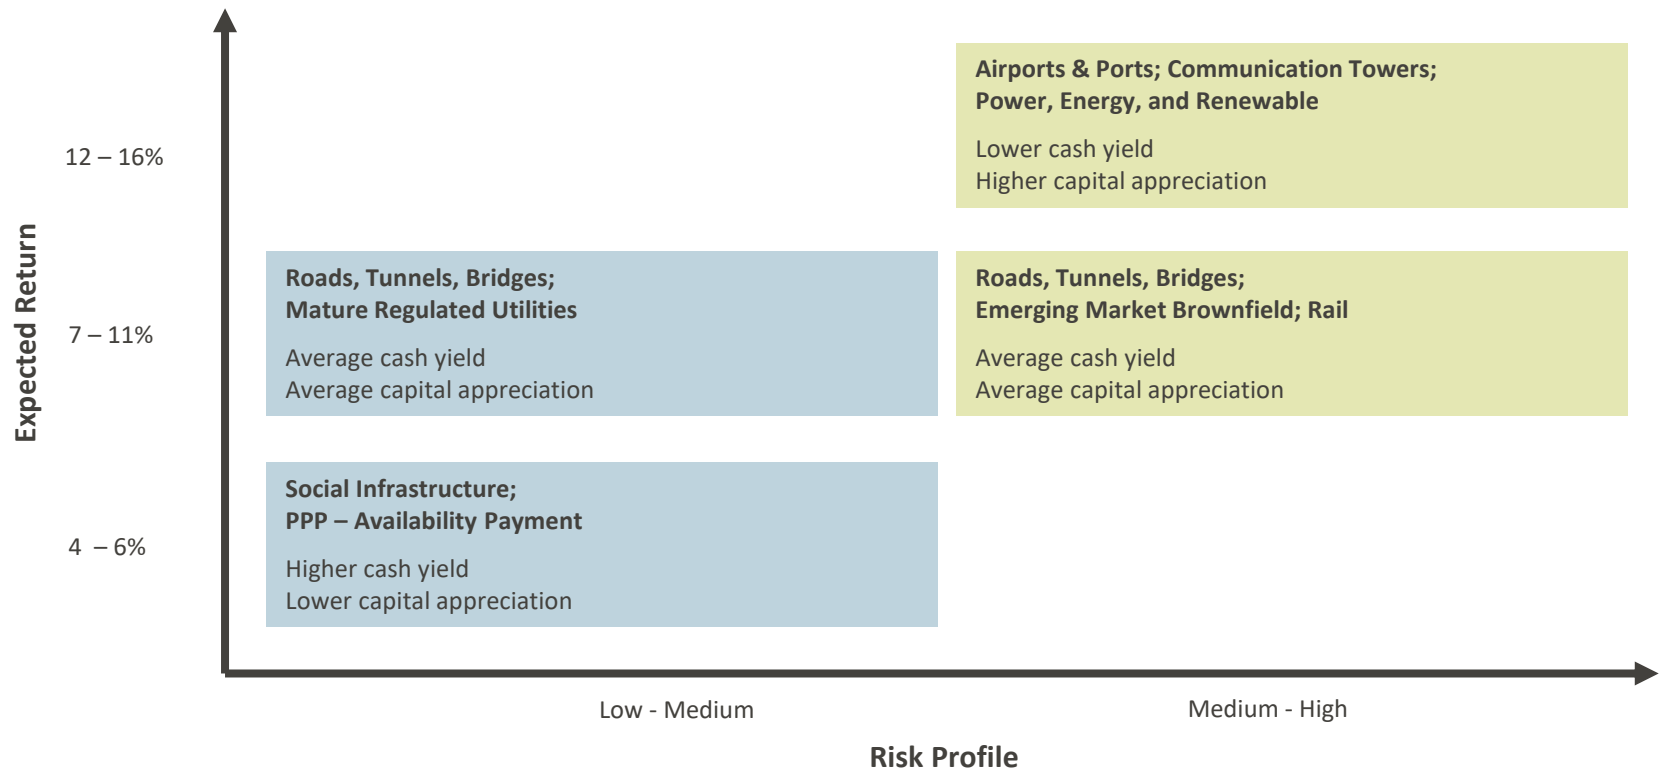 Expected Return
12 – 16%
7 – 11%
4 – 6%
Airports & Ports; Communication Towers;
Power, Energy, and Renewable
Lower cash yield
Higher capital appreciation
Roads, Tunnels, Bridges;
Mature Regulated Utilities
Average cash yield
Average capital appreciation
Roads, Tunnels, Bridges;
Emerging Market Brownfield; Rail
Average cash yield
Average capital appreciation
Social Infrastructure;
PPP – Availability Payment
Higher cash yield
Lower capital appreciation
Low - Medium
Medium - High
Risk Profile